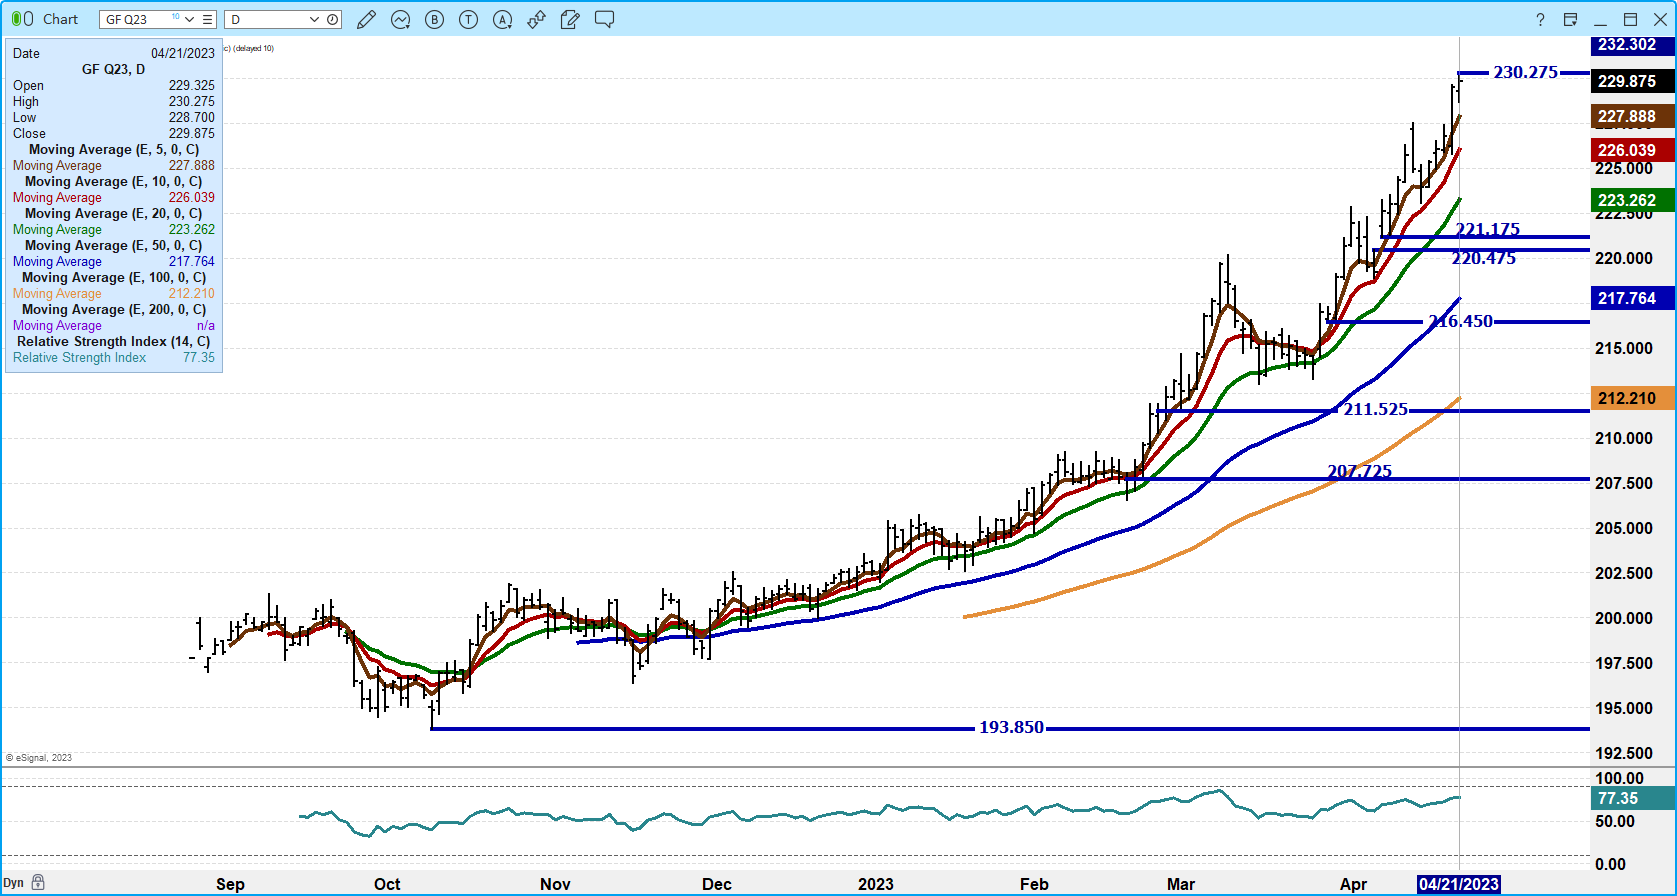 Chart
GF Q23 10
D
B
T
A
?
Date 04/21/2023
GF Q23, D
Open 229.325
High 230.275
Low 228.700
Close 229.875
Moving Average (E, 5, 0, C)
Moving Average 227.888
Moving Average (E, 10, 0, C)
Moving Average 226.039
Moving Average (E, 20, 0, C)
Moving Average 223.262
Moving Average (E, 50, 0, C)
Moving Average 217.764
Moving Average (E, 100, 0, C)
Moving Average 212.210
Moving Average (E, 200, 0, C)
Moving Average n/a
Relative Strength Index (14, C)
Relative Strength Index 77.35
(delayed 10)
232.302
230.275
229.875
227.888
226.039
225.000
223.262
222.500
221.175
220.475
220.000
217.764
216.450
215.000
212.210
211.525
210.000
207.725
207.500
205.000
202.500
200.000
197.500
195.000
193.850
192.500
© eSignal, 2023
100.00
77.35
50.00
0.00
Dyn
Sep Oct Nov Dec 2023 Feb Mar Apr 04/21/2023